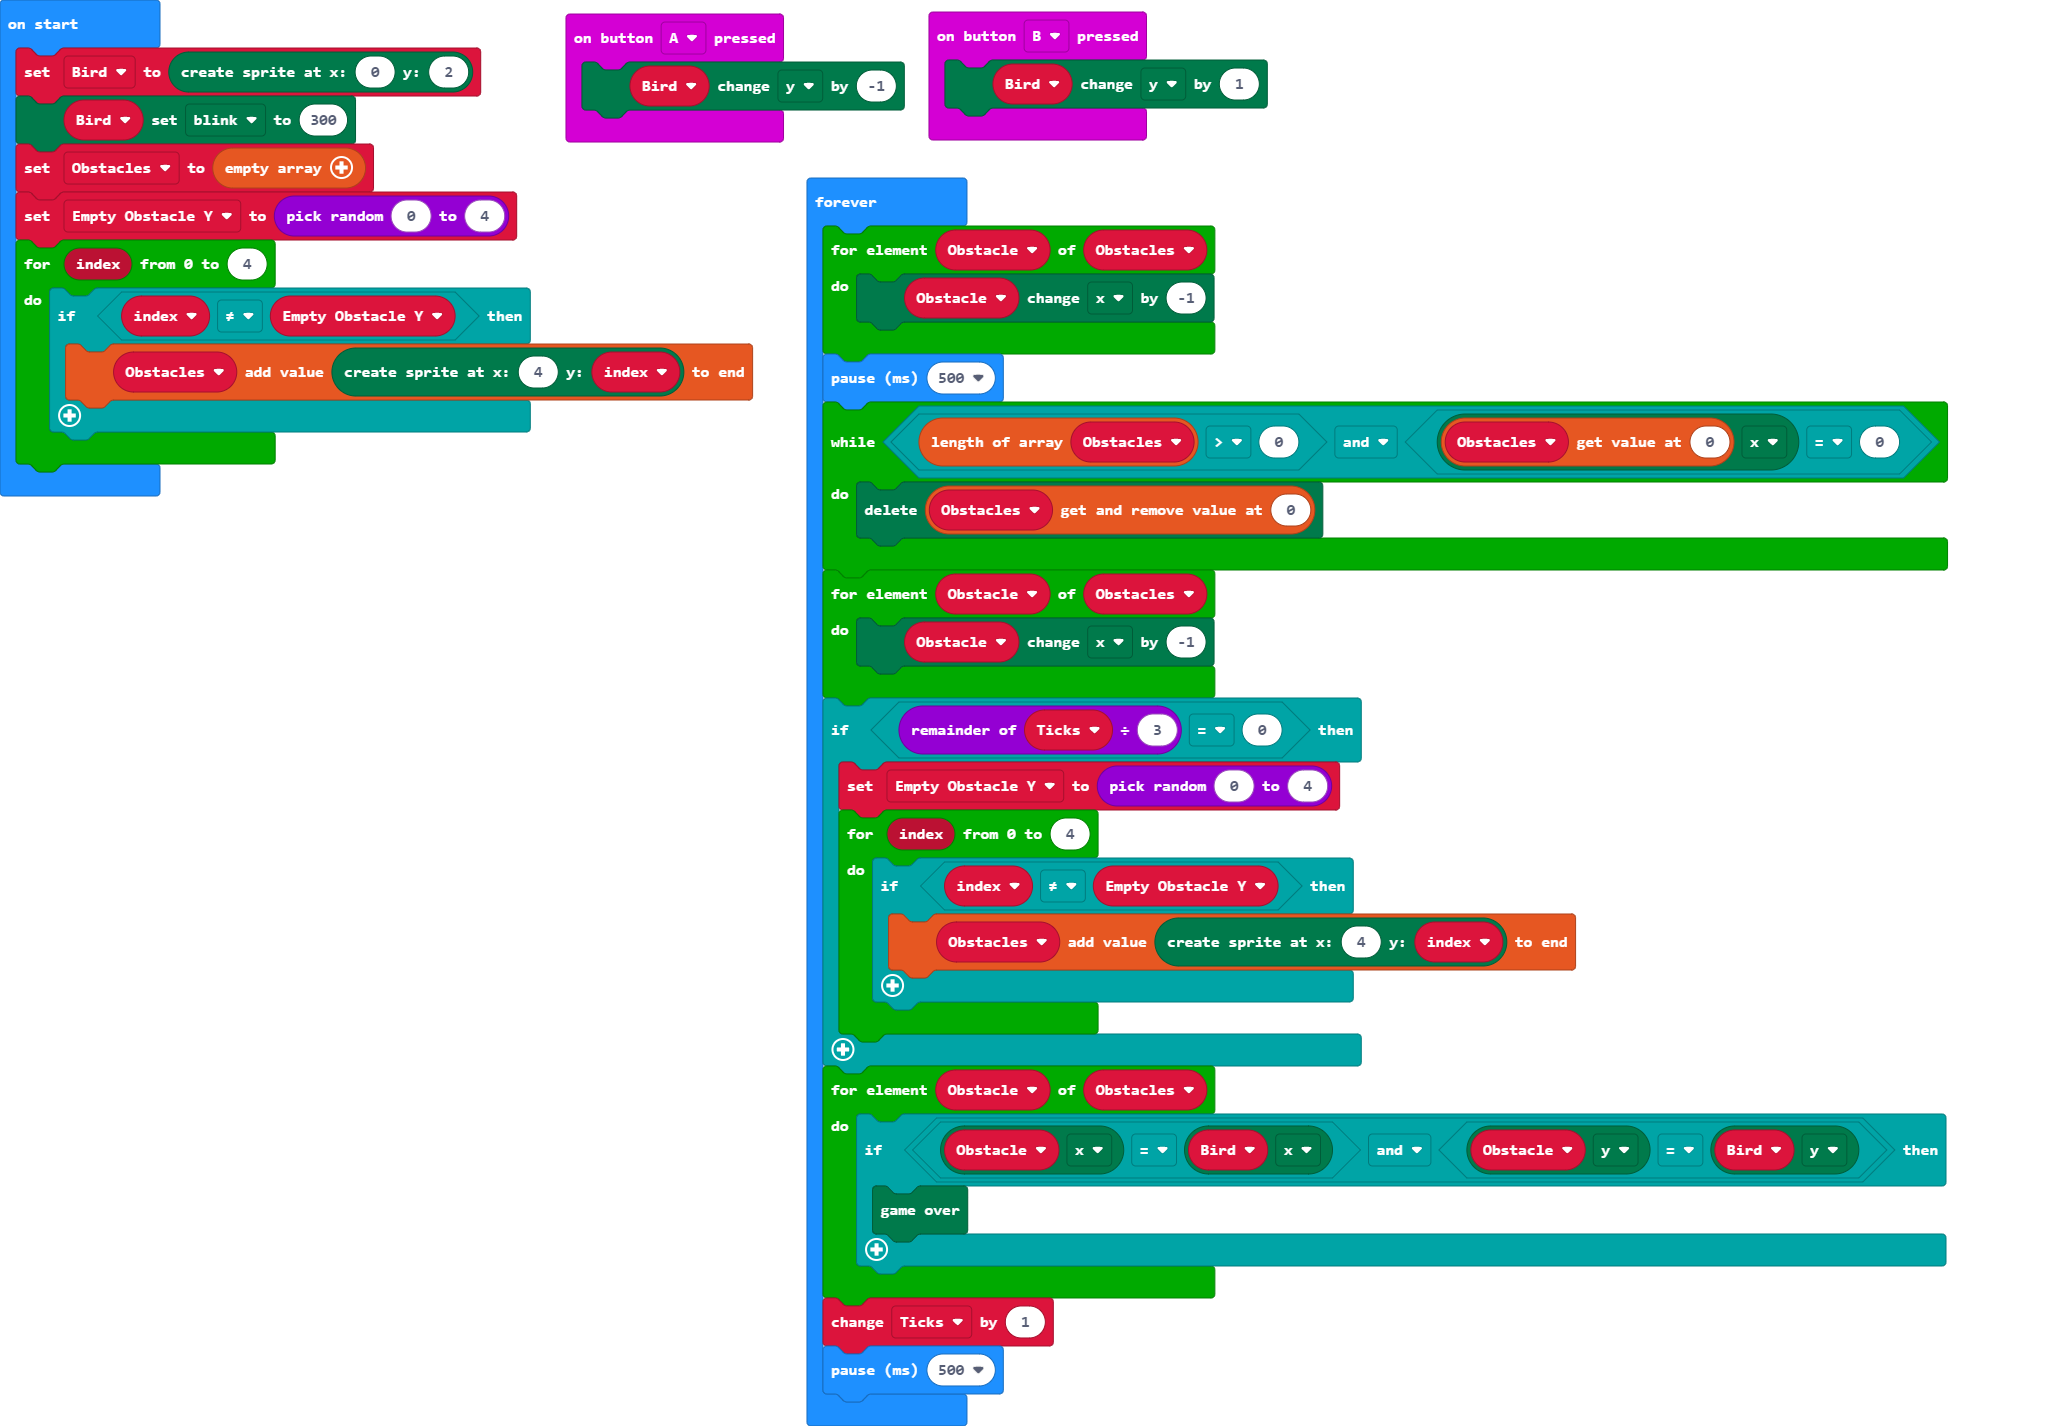 on start
set Bird to create sprite at x: 0 y: 2
Bird set blink to 300
set Obstacles to empty array
set Empty Obstacle Y to pick random 0 to 4
for index from 0 to 4
do
if index ≠ Empty Obstacle Y then
Obstacles add value create sprite at x: 4 y: index to end
on button A pressed
Bird change y by -1
on button B pressed
Bird change y by 1
forever
for element Obstacle of Obstacles
do
Obstacle change x by -1
pause (ms) 500
while length of array Obstacles > 0 and Obstacles get value at 0 x = 0
do
delete Obstacles get and remove value at 0
for element Obstacle of Obstacles
do
Obstacle change x by -1
if remainder of Ticks ÷ 3 = 0 then
set Empty Obstacle Y to pick random 0 to 4
for index from 0 to 4
do
if index ≠ Empty Obstacle Y then
Obstacles add value create sprite at x: 4 y: index to end
for element Obstacle of Obstacles
do
if Obstacle x = Bird x and Obstacle y = Bird y then
game over
change Ticks by 1
pause (ms) 500